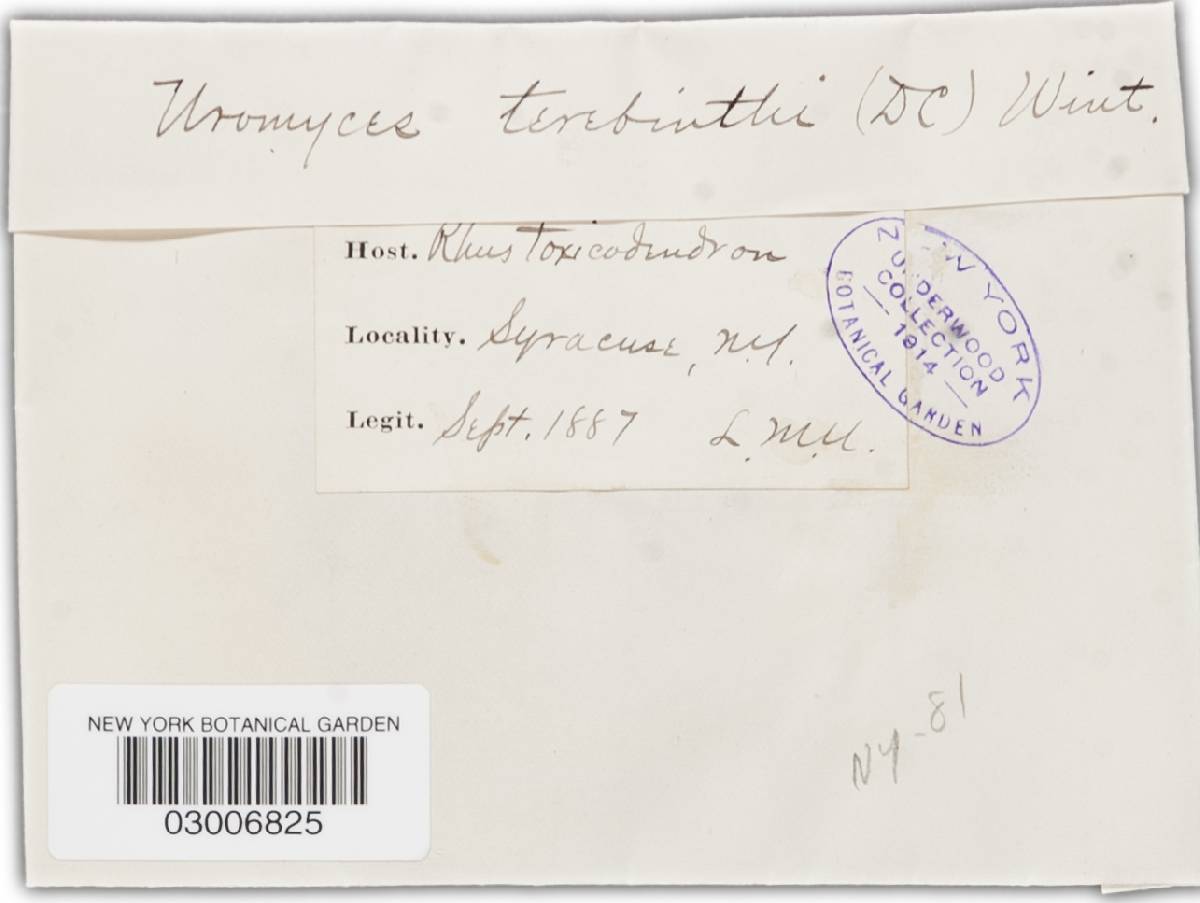 Uromyces terebinthi (DC) Wint.
Host. Rhus Toxicodendron
Locality. Syracuse, N.Y.
Legit. Sept. 1887 L. M. U.
NEW YORK
UNDERWOOD
COLLECTION
— 1914 —
BOTANICAL GARDEN
NY-81
NEW YORK BOTANICAL GARDEN
03006825